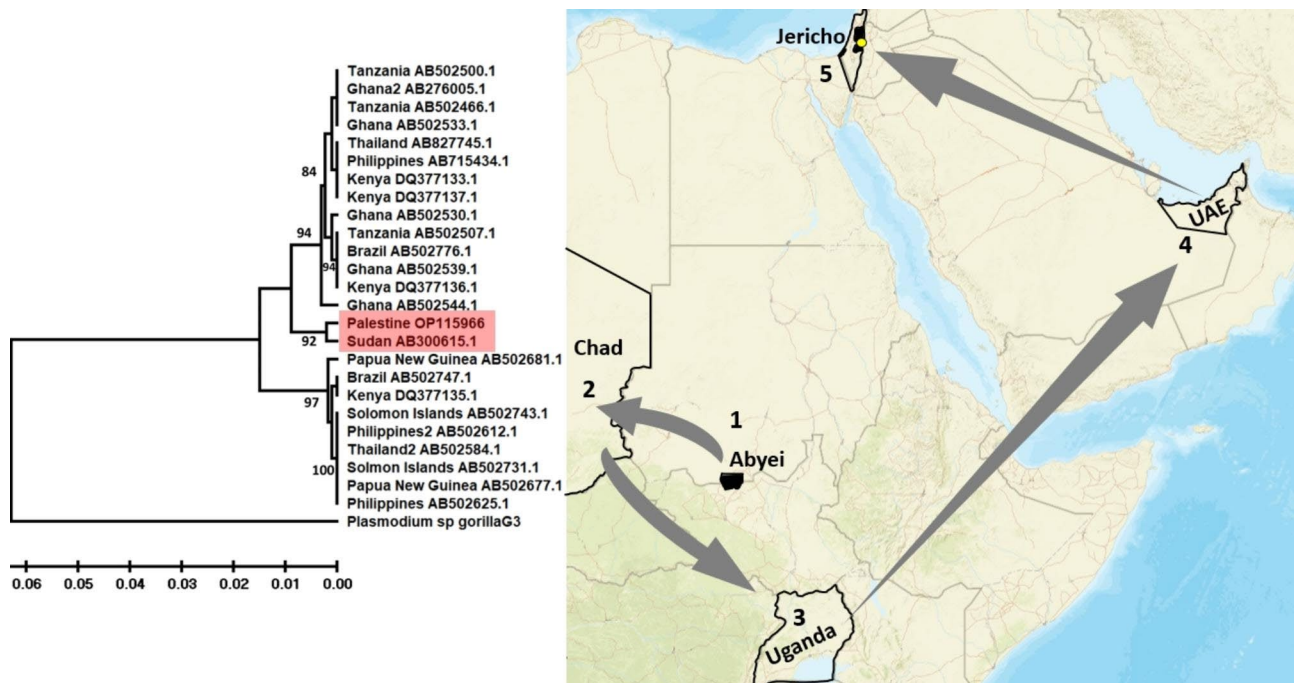 Tanzania AB502500.1
Ghana2 AB276005.1
Tanzania AB502466.1
Ghana AB502533.1
Thailand AB827745.1
Philippines AB715434.1
Kenya DQ377133.1
Kenya DQ377137.1
Ghana AB502530.1
Tanzania AB502507.1
Brazil AB502776.1
Ghana AB502539.1
Kenya DQ377136.1
Ghana AB502544.1
Palestine OP115966
Sudan AB300615.1
Papua New Guinea AB502681.1
Brazil AB502747.1
Kenya DQ377135.1
Solomon Islands AB502743.1
Philippines2 AB502612.1
Thailand2 AB502584.1
Solmon Islands AB502731.1
Papua New Guinea AB502677.1
Philippines AB502625.1
Plasmodium sp gorillaG3
84
94
94
92
97
100
0.06 0.05 0.04 0.03 0.02 0.01 0.00
Jericho
5
UAE
4
Chad
2
1
Abyei
3
Uganda